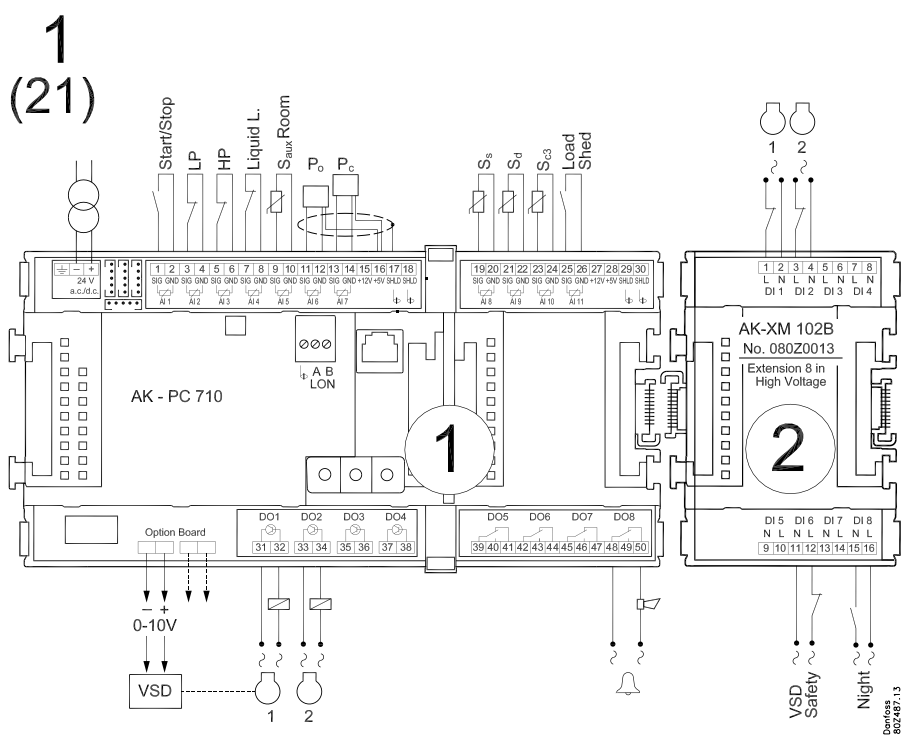 1
(21)
Start/Stop
LP
HP
Liquid L.
Saux Room
Po
Pc
Ss
Sd
Sc3
Load
Shed
1 2
− +
24 V
a.c./d.c.
1 2 3 4 5 6 7 8 9 10 11 12 13 14 15 16 17 18
SIG GND SIG GND SIG GND SIG GND SIG GND SIG GND SIG GND +12V +5V SHLD SHLD
AI 1 AI 2 AI 3 AI 4 AI 5 AI 6 AI 7
19 20 21 22 23 24 25 26 27 28 29 30
SIG GND SIG GND SIG GND SIG GND +12V +5V SHLD SHLD
AI 8 AI 9 AI 10 AI 11
1 2 3 4 5 6 7 8
L N L N L N L N
DI 1 DI 2 DI 3 DI 4
AK-XM 102B
No. 080Z0013
Extension 8 in
High Voltage
A B
LON
AK - PC 710
1
2
Option Board
DO1 DO2 DO3 DO4
31 32 33 34 35 36 37 38
DO5 DO6 DO7 DO8
39 40 41 42 43 44 45 46 47 48 49 50
DI 5 DI 6 DI 7 DI 8
N L N L N L N L
9 10 11 12 13 14 15 16
− +
0-10V
VSD
1 2
VSD
Safety
Night
Danfoss
80Z487.13